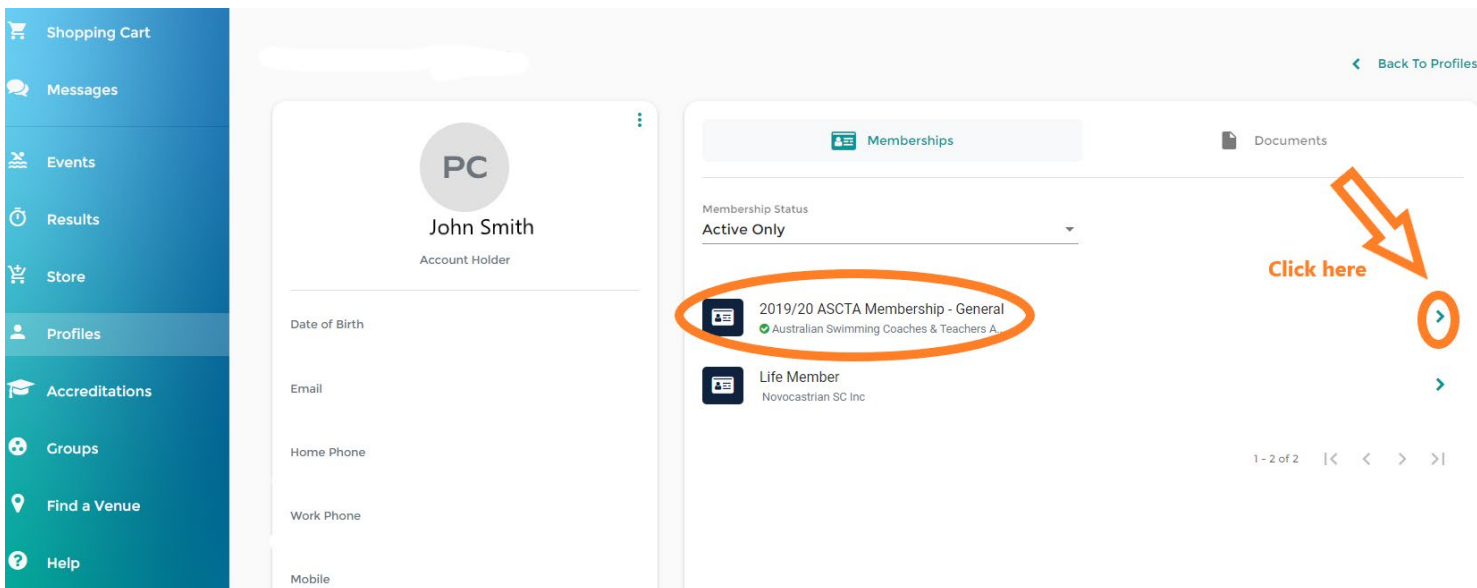 Shopping Cart
Messages
Events
Results
Store
Profiles
Accreditations
Groups
Find a Venue
Help
Back To Profiles
PC
John Smith
Account Holder
Date of Birth
Email
Home Phone
Work Phone
Mobile
Memberships
Documents
Membership Status
Active Only
Click here
2019/20 ASCTA Membership - General
Australian Swimming Coaches & Teachers A...
Life Member
Novocastrian SC Inc
1 - 2 of 2